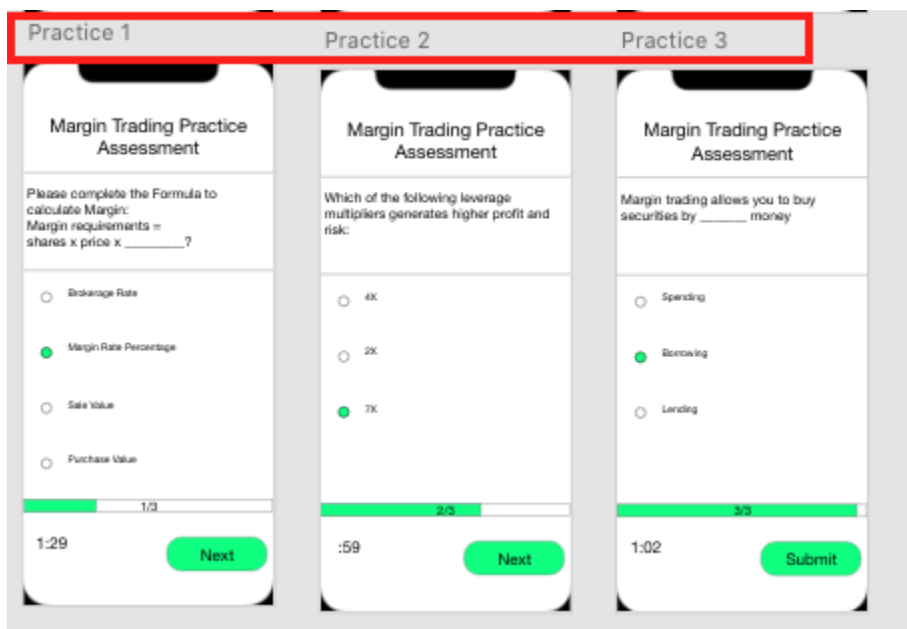 Practice 1
Practice 2
Practice 3
Margin Trading Practice
Assessment
Please complete the Formula to
calculate Margin:
Margin requirements =
shares x price x _________?
Brokerage Rate
Margin Rate Percentage
Sale Value
Purchase Value
1/3
1:29
Next
Margin Trading Practice
Assessment
Which of the following leverage
multipliers generates higher profit and
risk:
4X
2X
7X
2/3
:59
Next
Margin Trading Practice
Assessment
Margin trading allows you to buy
securities by _______ money
Spending
Borrowing
Lending
3/3
1:02
Submit